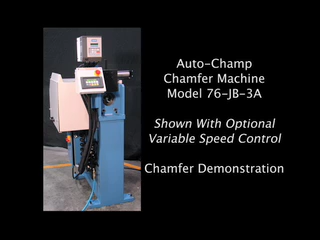 Auto-Champ
Chamfer Machine
Model 76-JB-3A
Shown With Optional
Variable Speed Control
Chamfer Demonstration